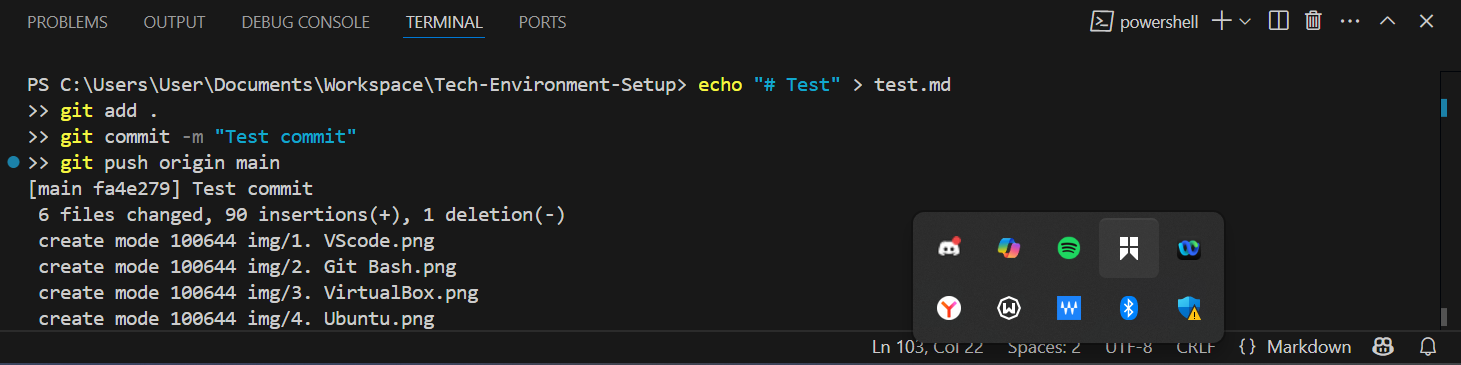 PROBLEMS OUTPUT DEBUG CONSOLE TERMINAL PORTS powershell
PS C:\Users\User\Documents\Workspace\Tech-Environment-Setup> echo "# Test" > test.md
>> git add .
>> git commit -m "Test commit"
>> git push origin main
[main fa4e279] Test commit
 6 files changed, 90 insertions(+), 1 deletion(-)
 create mode 100644 img/1. VScode.png
 create mode 100644 img/2. Git Bash.png
 create mode 100644 img/3. VirtualBox.png
 create mode 100644 img/4. Ubuntu.png
Ln 103, Col 22 Spaces: 2 UTF-8 CRLF {} Markdown